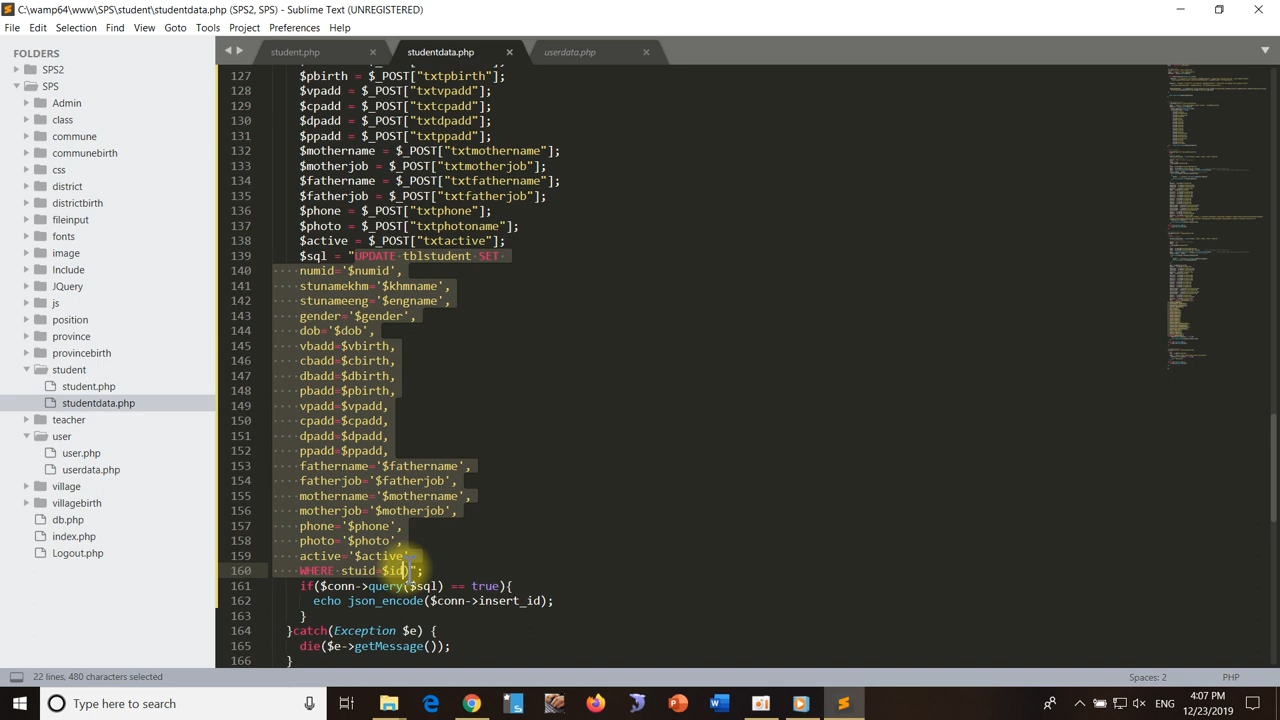 C:\wamp64\www\SPS\student\studentdata.php (SPS2, SPS) - Sublime Text (UNREGISTERED)
File Edit Selection Find View Goto Tools Project Preferences Help
FOLDERS
SPS2
SPS
Admin
class
commune
communebirth
css
district
districtbirth
fileinput
fonts
image
Include
JQuery
js
position
province
provincebirth
student
student.php
studentdata.php
teacher
user
user.php
userdata.php
village
villagebirth
db.php
index.php
Logout.php
student.php studentdata.php userdata.php
127 $pbirth = $_POST["txtpbirth"];
128 $vpadd = $_POST["txtvpadd"];
129 $cpadd = $_POST["txtcpadd"];
130 $dpadd = $_POST["txtdpadd"];
131 $ppadd = $_POST["txtppadd"];
132 $mothername = $_POST["txtmothername"];
133 $motherjob = $_POST["txtmotherjob"];
134 $fathername = $_POST["txtfathername"];
135 $fatherjob = $_POST["txtfatherjob"];
136 $phone = $_POST["txtphone"];
137 $photo = $_POST["txtphotoname"];
138 $active = $_POST["txtactive"];
139 $sql = "UPDATE tblstudent SET
140 numid='$numid',
141 stunamekhm='$khmname',
142 stunameeng='$engname',
143 gender='$gender',
144 dob='$dob',
145 vbadd=$vbirth,
146 cbadd=$cbirth,
147 dbadd=$dbirth,
148 pbadd=$pbirth,
149 vpadd=$vpadd,
150 cpadd=$cpadd,
151 dpadd=$dpadd,
152 ppadd=$ppadd,
153 fathername='$fathername',
154 fatherjob='$fatherjob',
155 mothername='$mothername',
156 motherjob='$motherjob',
157 phone='$phone',
158 photo='$photo',
159 active='$active'
160 WHERE stuid=$id)";
161 if($conn->query($sql) == true){
162 echo json_encode($conn->insert_id);
163 }
164 }catch(Exception $e) {
165 die($e->getMessage());
166 }
22 lines, 480 characters selected
Spaces: 2
PHP
Type here to search
ENG
4:07 PM
12/23/2019